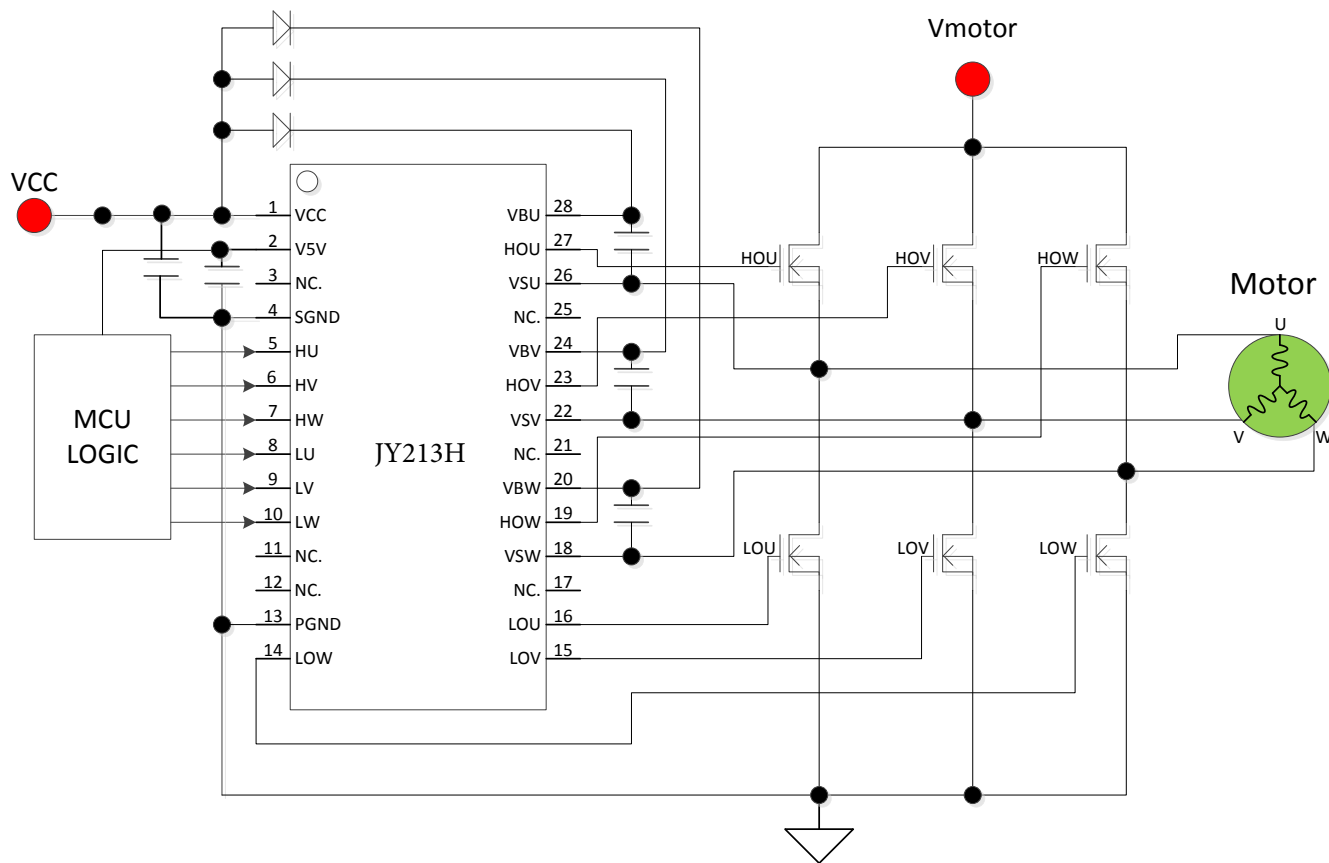 Vmotor
VCC
1 VCC VBU 28
2 V5V HOU 27
3 NC. VSU 26
4 SGND NC. 25
5 HU VBV 24
6 HV HOV 23
7 HW VSV 22
8 LU NC. 21
9 LV VBW 20
10 LW HOW 19
11 NC. VSW 18
12 NC. NC. 17
13 PGND LOU 16
14 LOW LOV 15
JY213H
MCU
LOGIC
HOU HOV HOW
Motor
U
V W
LOU LOV LOW